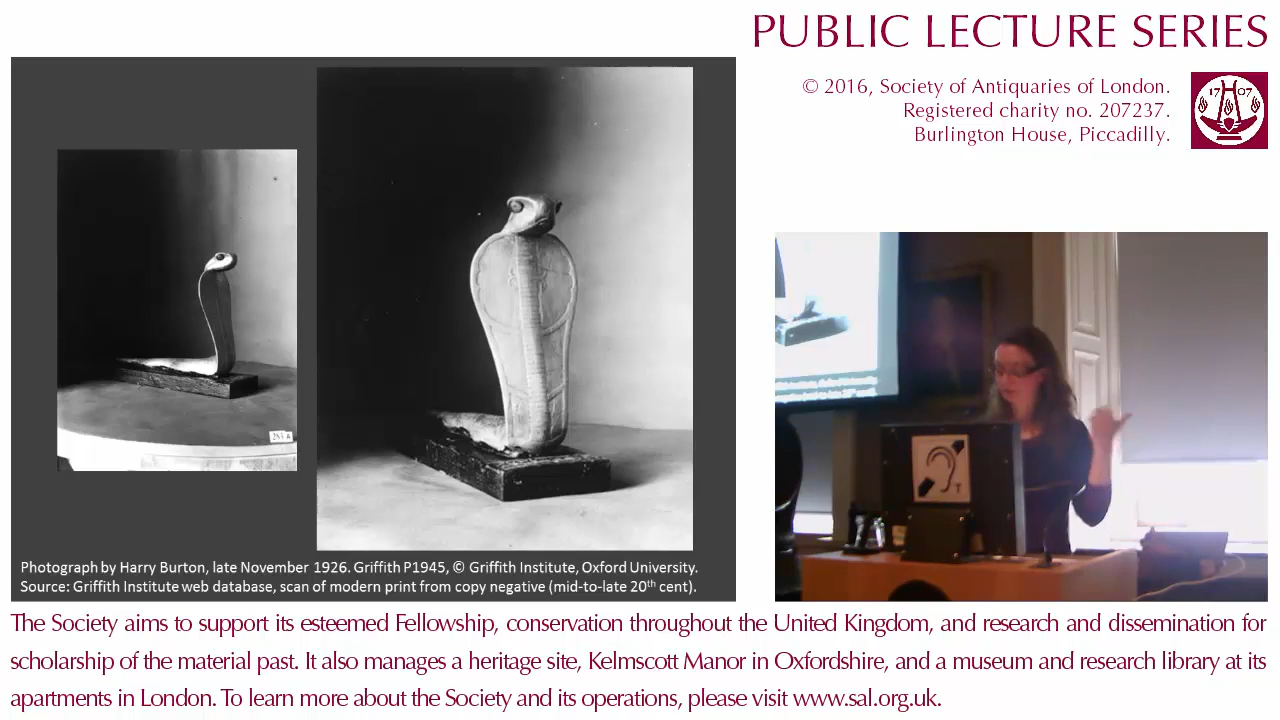 PUBLIC LECTURE SERIES
© 2016, Society of Antiquaries of London.
Registered charity no. 207237.
Burlington House, Piccadilly.
17 07
Photograph by Harry Burton, late November 1926. Griffith P1945, © Griffith Institute, Oxford University.
Source: Griffith Institute web database, scan of modern print from copy negative (mid-to-late 20th cent).
T
The Society aims to support its esteemed Fellowship, conservation throughout the United Kingdom, and research and dissemination for
scholarship of the material past. It also manages a heritage site, Kelmscott Manor in Oxfordshire, and a museum and research library at its
apartments in London. To learn more about the Society and its operations, please visit www.sal.org.uk.